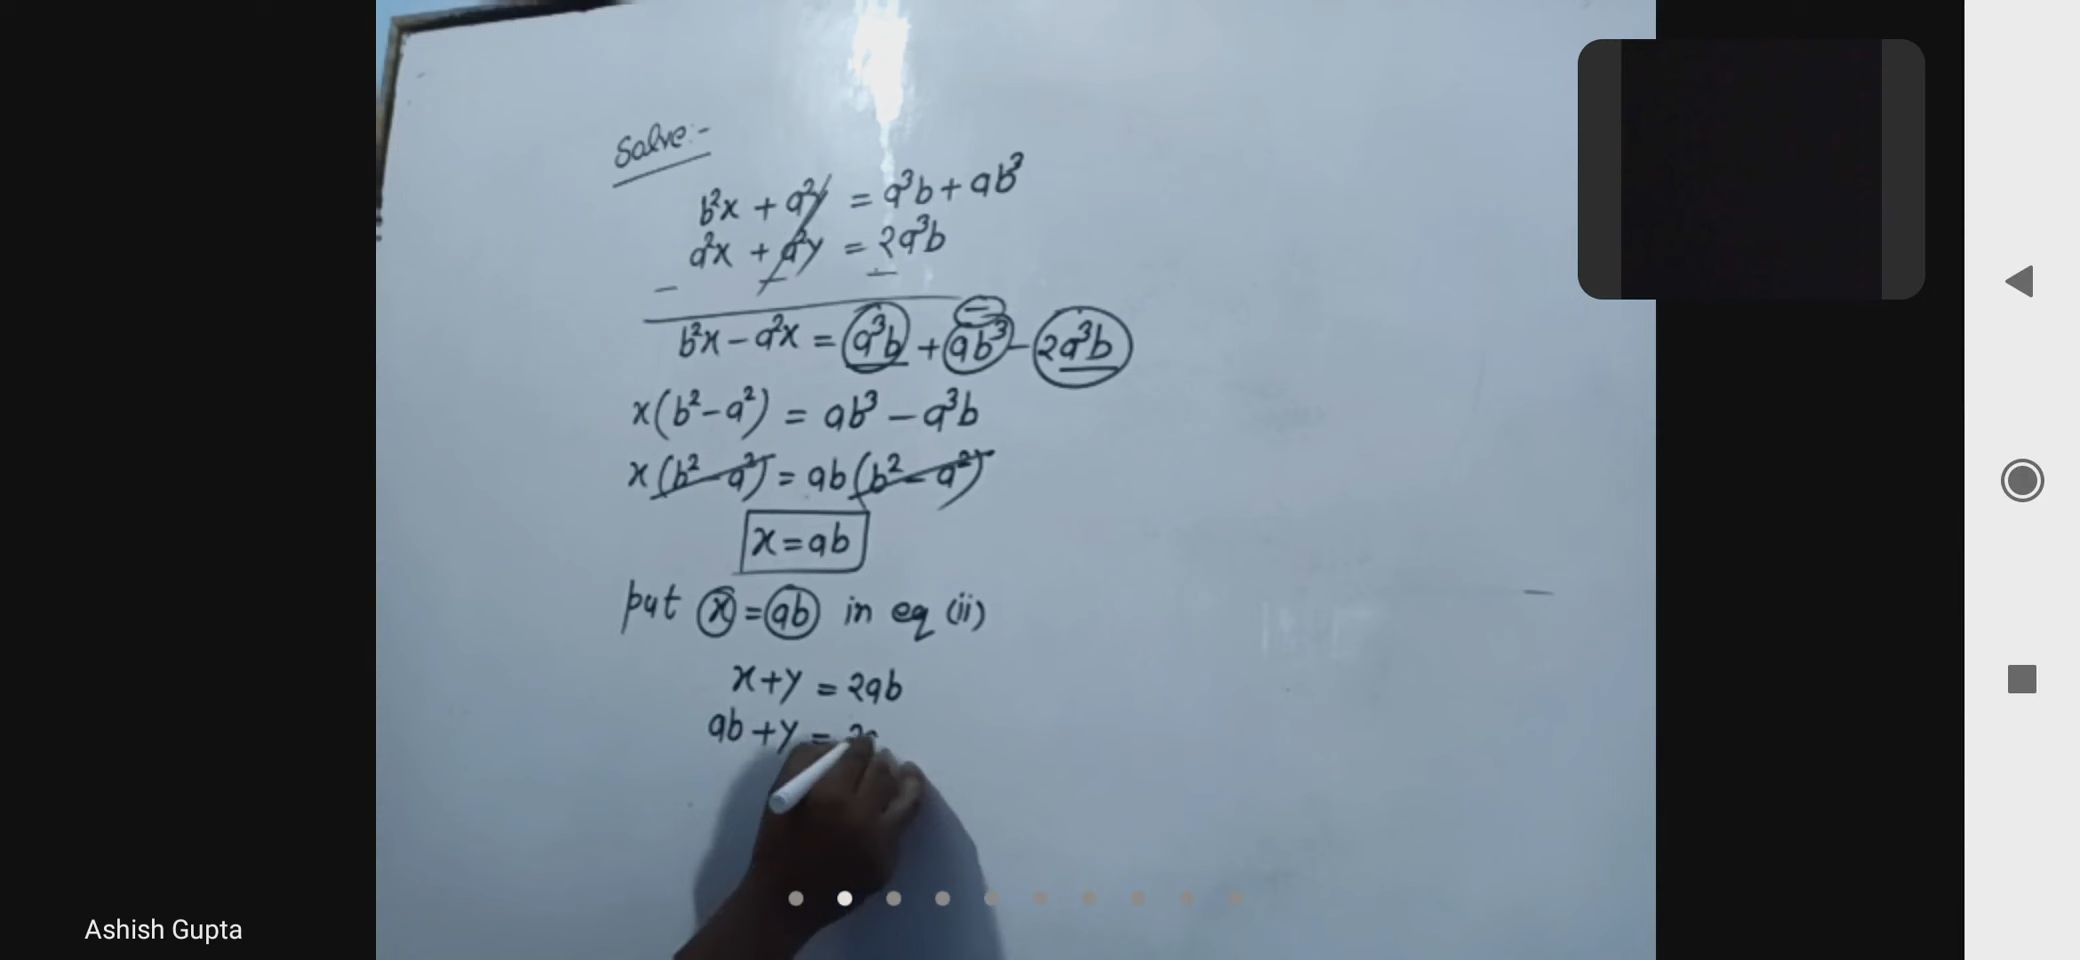 Solve:-
b²x + a²y = a³b + ab³
a²x + a²y = 2a³b
− − −
b²x − a²x = a³b + ab³ − 2a³b
x(b² − a²) = ab³ − a³b
x(b² − a²) = ab(b² − a²)
x = ab
put x = ab in eq (ii)
x + y = 2ab
ab + y =
Ashish Gupta